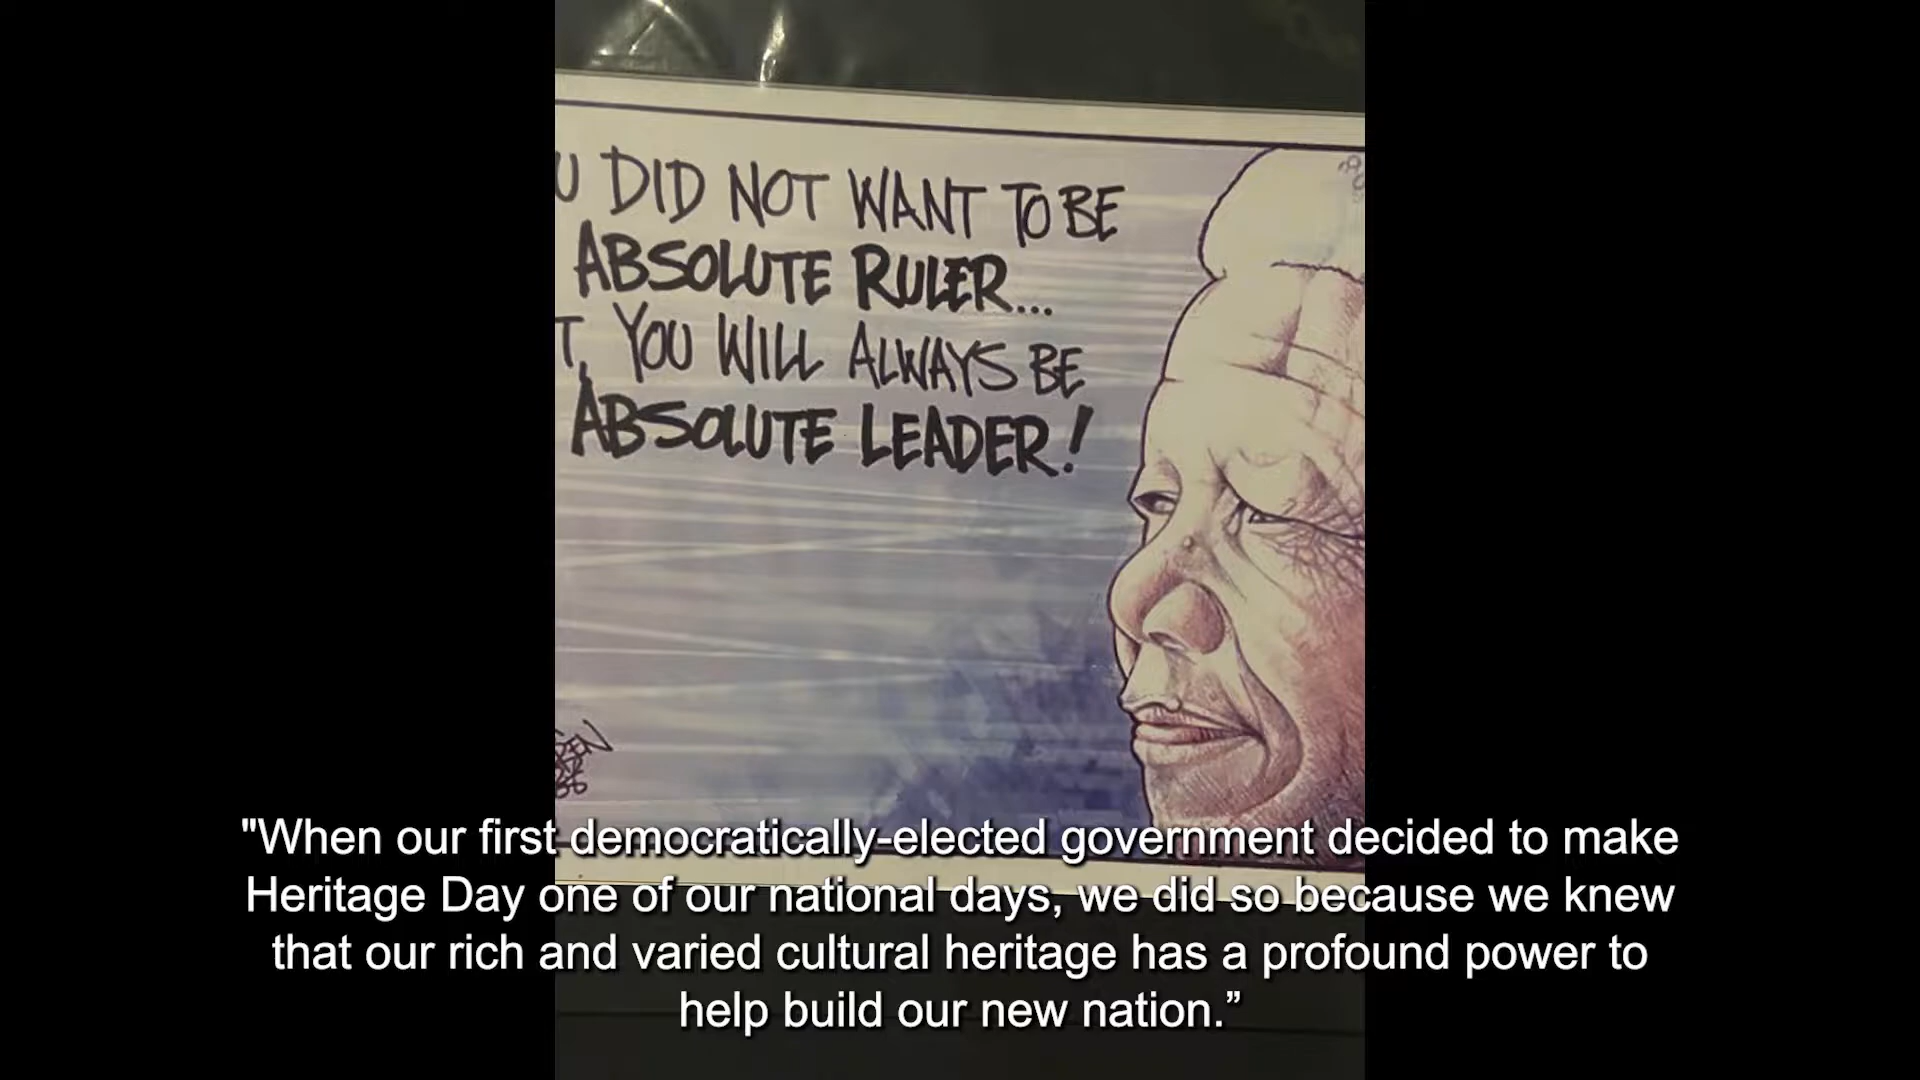 U DID NOT WANT TO BE
ABSOLUTE RULER...
T, YOU WILL ALWAYS BE
ABSOLUTE LEADER!
"When our first democratically-elected government decided to make
Heritage Day one of our national days, we did so because we knew
that our rich and varied cultural heritage has a profound power to
help build our new nation.”